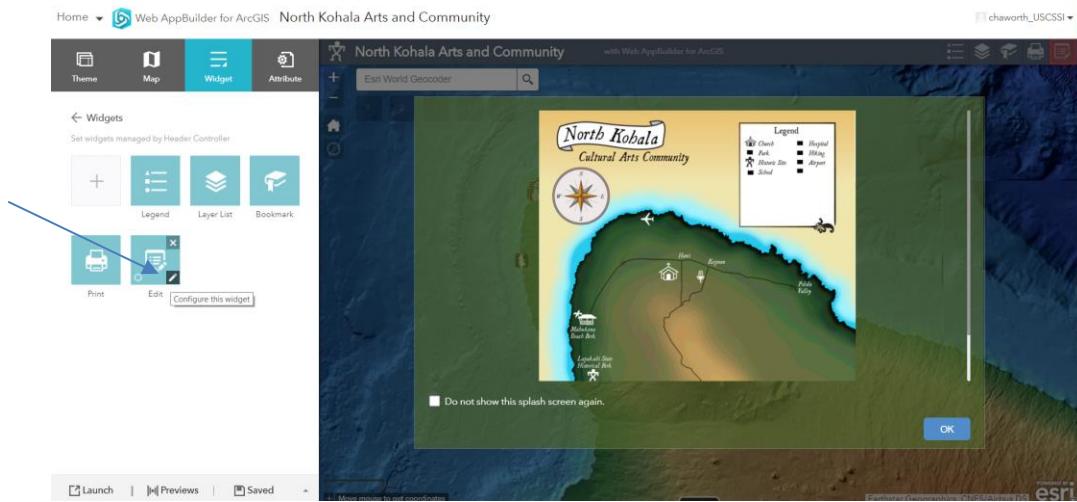 Home Web AppBuilder for ArcGIS North Kohala Arts and Community chaworth_USCSSI
Theme Map Widget Attribute
Widgets
Set widgets managed by Header Controller
Legend Layer List Bookmark
Print Edit
Configure this widget
Launch | Previews | Saved
North Kohala Arts and Community with Web AppBuilder for ArcGIS
Esri World Geocoder
North Kohala
Cultural Arts Community
Legend
Church Hospital
Park Hiking
Historic Site Airport
School
Hawi
Pololu
Valley
Mahukona
Beach Park
Lapakahi State
Historical Park
Do not show this splash screen again.
OK
Move mouse to get coordinates
POWERED BY
esri